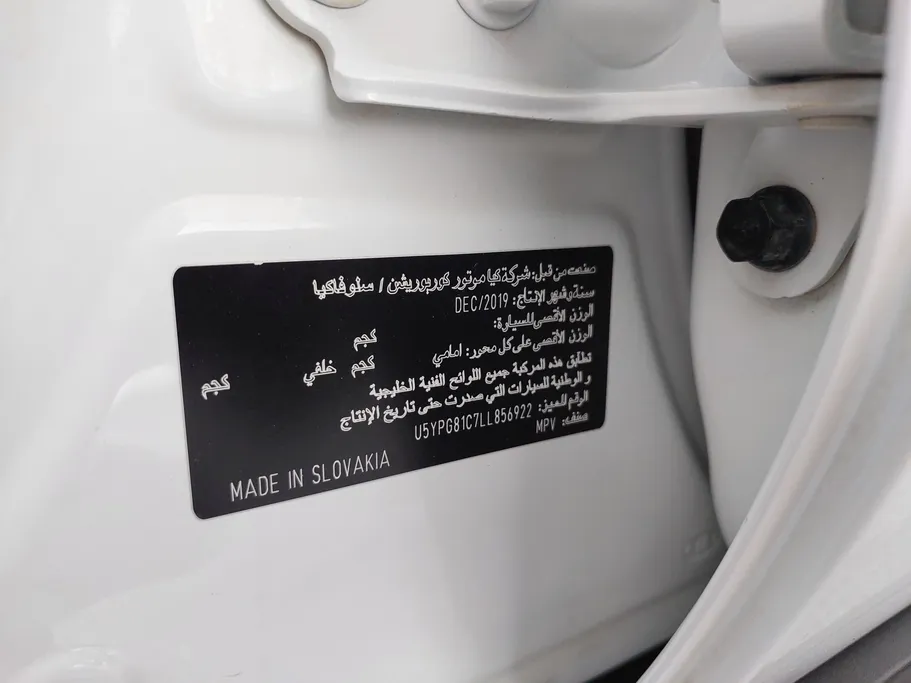 صنعت من قبل: شركة كيا موتور كوربوريشن / سلوفاكيا
سنة و شهر الإنتاج: DEC/2019
الوزن الأقصى للسيارة: كجم
الوزن الأقصى على كل محور: امامي كجم خلفي كجم
تطابق هذه المركبة جميع اللوائح الفنية الخليجية
و الوطنية للسيارات التي صدرت حتى تاريخ الإنتاج
الرقم المميز: U5YPG81C7LL856922
صنف: MPV
MADE IN SLOVAKIA